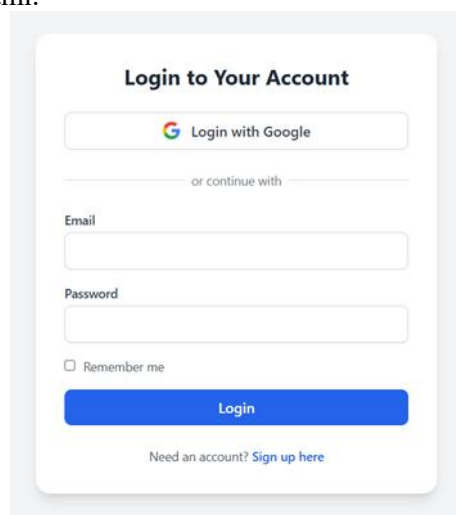 Login to Your Account
Login with Google
or continue with
Email
Password
Remember me
Login
Need an account? Sign up here